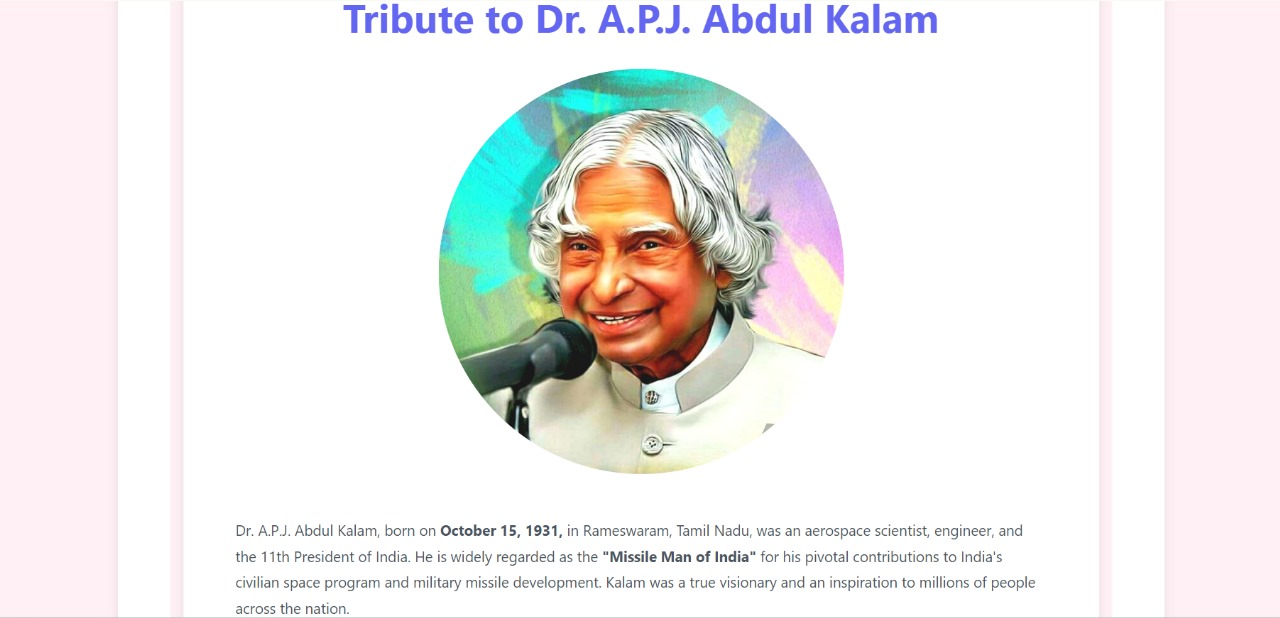 Tribute to Dr. A.P.J. Abdul Kalam
Dr. A.P.J. Abdul Kalam, born on October 15, 1931, in Rameswaram, Tamil Nadu, was an aerospace scientist, engineer, and
the 11th President of India. He is widely regarded as the "Missile Man of India" for his pivotal contributions to India's
civilian space program and military missile development. Kalam was a true visionary and an inspiration to millions of people
across the nation.